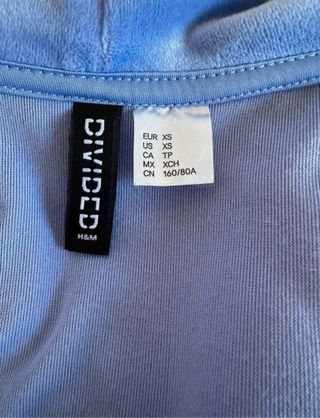 DIVIDED
H&M
EUR XS
US XS
CA TP
MX XCH
CN 160/80A